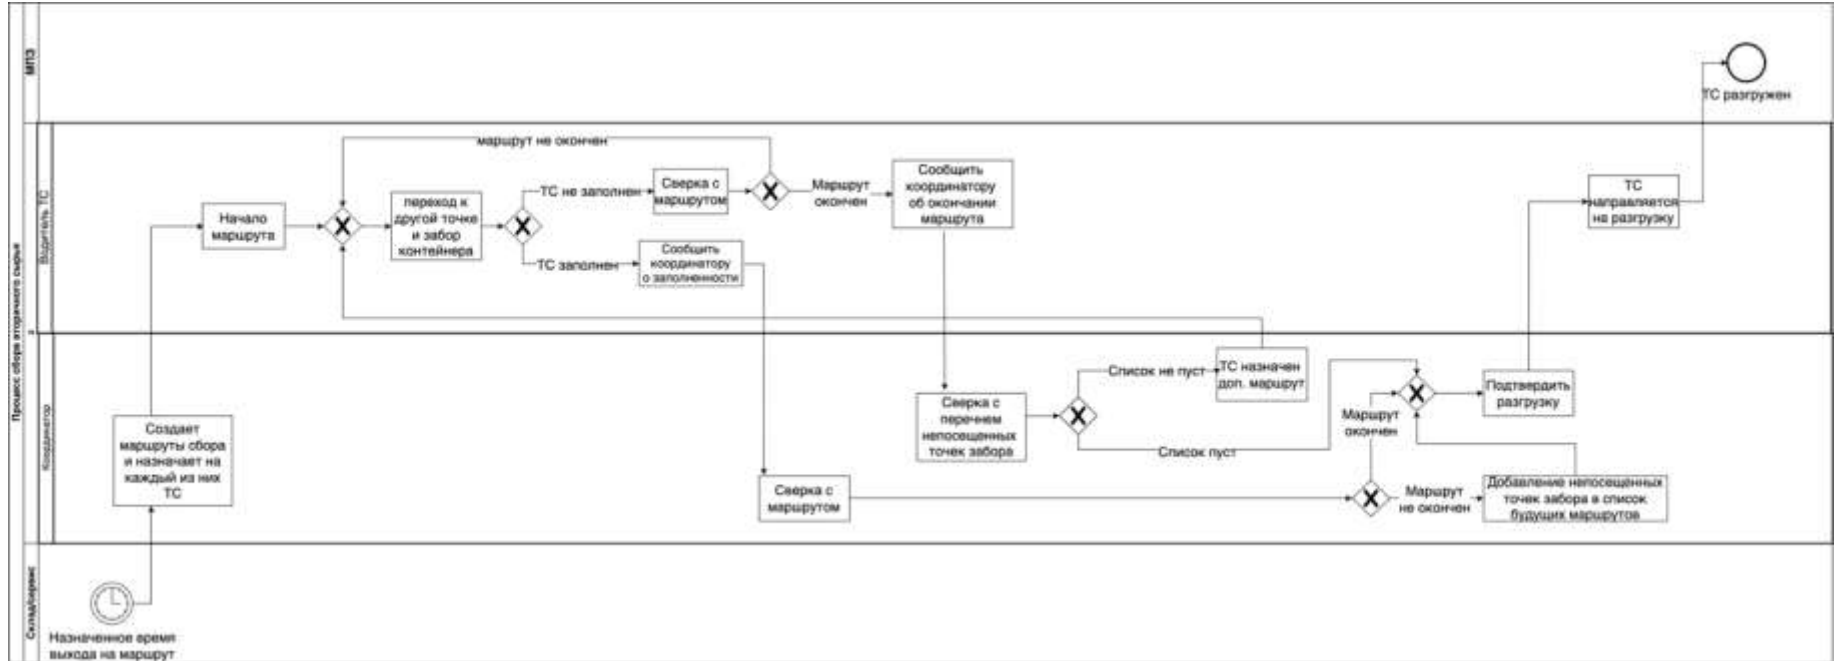 Процесс сбора вторичного сырья
МПЗ
ТС разгружен
Водитель ТС
маршрут не окончен
Начало
маршрута
переход к
другой точке
и забор
контейнера
ТС не заполнен
Сверка с
маршрутом
Маршрут
окончен
Сообщить
координатору
об окончании
маршрута
ТС заполнен
Сообщить
координатору
о заполненности
ТС
направляется
на разгрузку
Координатор
Создает
маршруты сбора
и назначает на
каждый из них
ТС
Сверка с
перечнем
непосещенных
точек забора
Список не пуст
ТС назначен
доп. маршрут
Список пуст
Сверка с
маршрутом
Маршрут
окончен
Маршрут
не окончен
Подтвердить
разгрузку
Добавление непосещенных
точек забора в список
будущих маршрутов
Склад/сервис
Назначенное время
выхода на маршрут